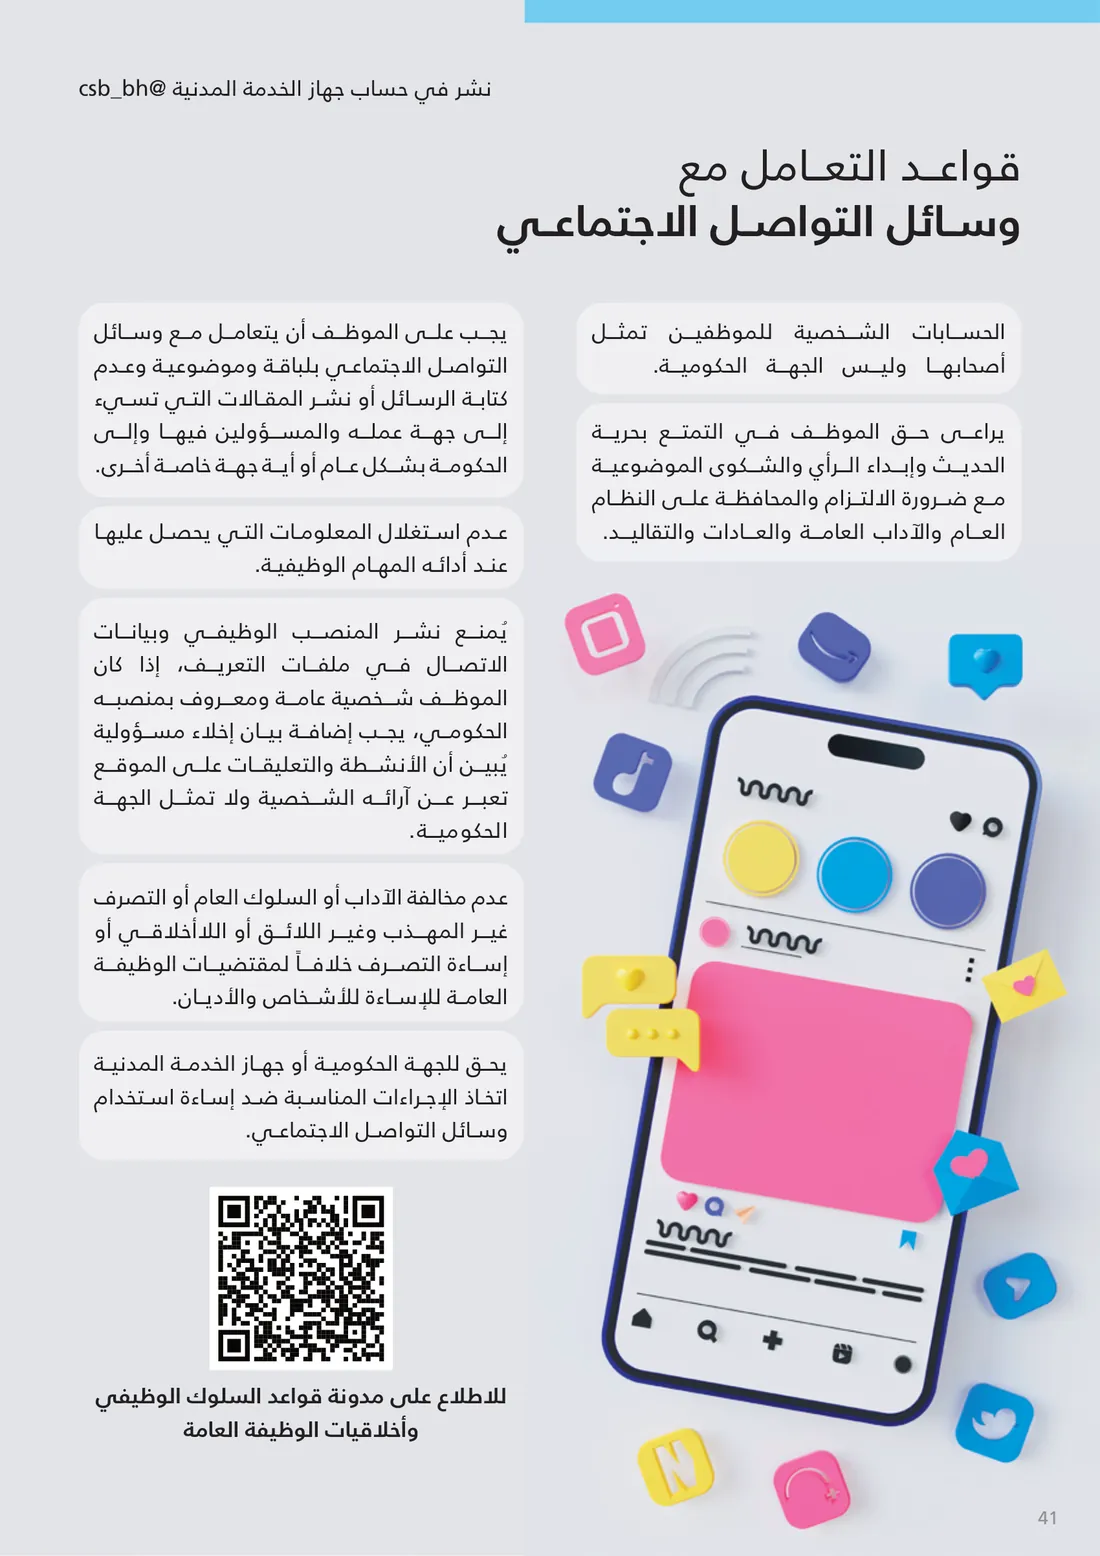 نشر في حساب جهاز الخدمة المدنية @csb_bh
قواعد التعامل مع
وسائل التواصل الاجتماعي
الحسابات الشخصية للموظفين تمثل
أصحابها وليس الجهة الحكومية.
يراعى حق الموظف في التمتع بحرية
الحديث وإبداء الرأي والشكوى الموضوعية
مع ضرورة الالتزام والمحافظة على النظام
العام والآداب العامة والعادات والتقاليد.
يجب على الموظف أن يتعامل مع وسائل
التواصل الاجتماعي بلباقة وموضوعية وعدم
كتابة الرسائل أو نشر المقالات التي تسيء
إلى جهة عمله والمسؤولين فيها وإلى
الحكومة بشكل عام أو أية جهة خاصة أخرى.
عدم استغلال المعلومات التي يحصل عليها
عند أدائه المهام الوظيفية.
يُمنع نشر المنصب الوظيفي وبيانات
الاتصال في ملفات التعريف، إذا كان
الموظف شخصية عامة ومعروف بمنصبه
الحكومي، يجب إضافة بيان إخلاء مسؤولية
يُبين أن الأنشطة والتعليقات على الموقع
تعبر عن آرائه الشخصية ولا تمثل الجهة
الحكومية.
عدم مخالفة الآداب أو السلوك العام أو التصرف
غير المهذب وغير اللائق أو اللاأخلاقي أو
إساءة التصرف خلافاً لمقتضيات الوظيفة
العامة للإساءة للأشخاص والأديان.
يحق للجهة الحكومية أو جهاز الخدمة المدنية
اتخاذ الإجراءات المناسبة ضد إساءة استخدام
وسائل التواصل الاجتماعي.
للاطلاع على مدونة قواعد السلوك الوظيفي
وأخلاقيات الوظيفة العامة
N
41